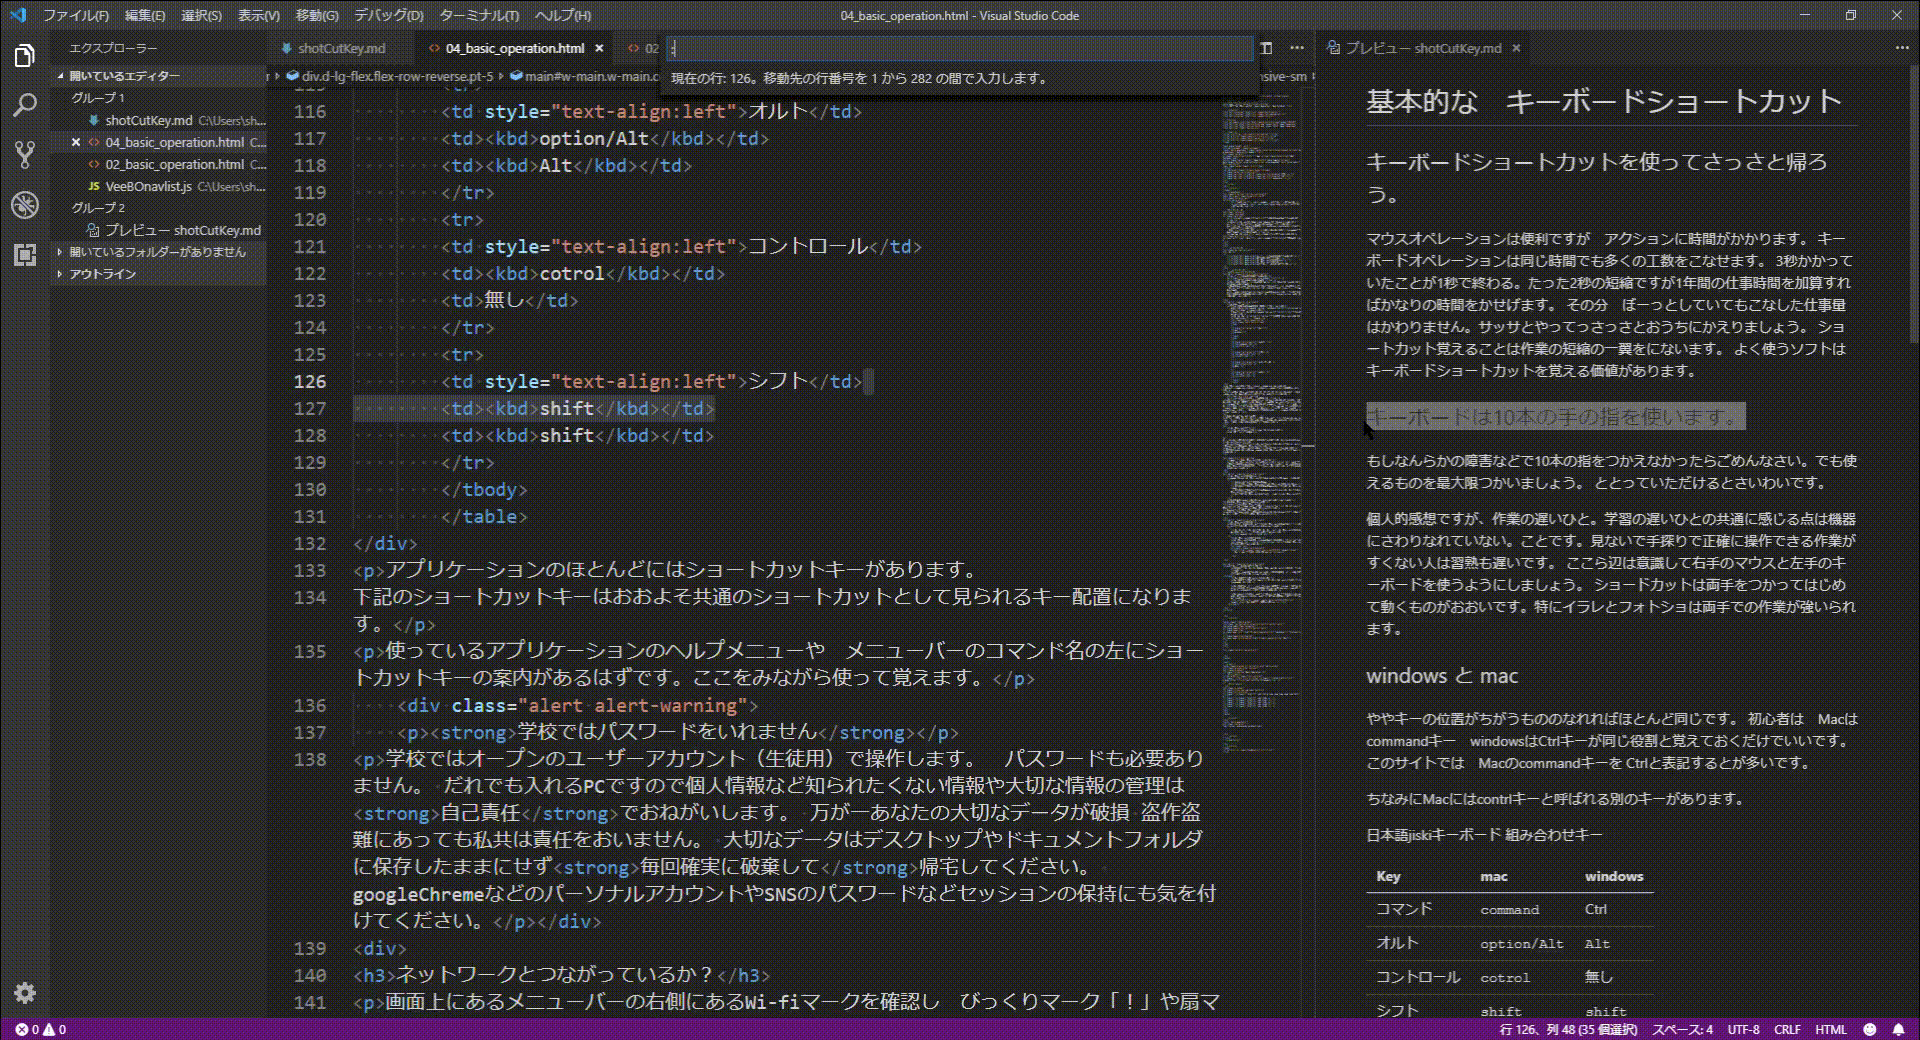 ファイル(F) 編集(E) 選択(S) 表示(V) 移動(G) デバッグ(D) ターミナル(T) ヘルプ(H) 04_basic_operation.html - Visual Studio Code
エクスプローラー
開いているエディター
グループ 1
shotCutKey.md C:\Users\sh...
04_basic_operation.html C...
02_basic_operation.html C...
VeeBOnavlist.js C:\Users\sh...
グループ 2
プレビュー shotCutKey.md
開いているフォルダーがありません
アウトライン
shotCutKey.md 04_basic_operation.html 02
:
現在の行: 126。移動先の行番号を 1 から 282 の間で入力します。
div.d-lg-flex.flex-row-reverse.pt-5 main#w-main.w-main.c
nsive-sm
116 <td style="text-align:left">オルト</td>
117 <td><kbd>option/Alt</kbd></td>
118 <td><kbd>Alt</kbd></td>
119 </tr>
120 <tr>
121 <td style="text-align:left">コントロール</td>
122 <td><kbd>cotrol</kbd></td>
123 <td>無し</td>
124 </tr>
125 <tr>
126 <td style="text-align:left">シフト</td>
127 <td><kbd>shift</kbd></td>
128 <td><kbd>shift</kbd></td>
129 </tr>
130 </tbody>
131 </table>
132 </div>
133 <p>アプリケーションのほとんどにはショートカットキーがあります。
134 下記のショートカットキーはおおよそ共通のショートカットとして見られるキー配置になりま
す。</p>
135 <p>使っているアプリケーションのヘルプメニューや　メニューバーのコマンド名の左にショー
トカットキーの案内があるはずです。ここをみながら使って覚えます。</p>
136 <div class="alert alert-warning">
137 <p><strong>学校ではパスワードをいれません</strong></p>
138 <p>学校ではオープンのユーザーアカウント（生徒用）で操作します。　パスワードも必要あり
ません。 だれでも入れるPCですので個人情報など知られたくない情報や大切な情報の管理は
<strong>自己責任</strong>でおねがいします。 万が一あなたの大切なデータが破損 盗作盗
難にあっても私共は責任をおいません。 大切なデータはデスクトップやドキュメントフォルダ
に保存したままにせず<strong>毎回確実に破棄して</strong>帰宅してください。
googleChremeなどのパーソナルアカウントやSNSのパスワードなどセッションの保持にも気を付
けてください。</p></div>
139 <div>
140 <h3>ネットワークとつながっているか？</h3>
141 <p>画面上にあるメニューバーの右側にあるWi-fiマークを確認し　びっくりマーク「！」や扇マ
プレビュー shotCutKey.md
基本的な　キーボードショートカット
キーボードショートカットを使ってさっさと帰ろ
う。
マウスオペレーションは便利ですが　アクションに時間がかかります。 キー
ボードオペレーションは同じ時間でも多くの工数をこなせます。 3秒かかって
いたことが1秒で終わる。たった2秒の短縮ですが1年間の仕事時間を加算すれ
ばかなりの時間をかせげます。 その分　ぼーっとしていてもこなした仕事量
はかわりません。サッサとやってっさっさとおうちにかえりましょう。 ショ
ートカット覚えることは作業の短縮の一翼をにないます。 よく使うソフトは
キーボードショートカットを覚える価値があります。
キーボードは10本の手の指を使います。
もしなんらかの障害などで10本の指をつかえなかったらごめんなさい。でも使
えるものを最大限つかいましょう。 ととっていただけるとさいわいです。
個人的感想ですが、作業の遅いひと。学習の遅いひとの共通に感じる点は機器
にさわりなれていない。ことです。見ないで手探りで正確に操作できる作業が
すくない人は習熟も遅いです。 ここら辺は意識して右手のマウスと左手のキ
ーボードを使うようにしましょう。 ショードカットは両手をつかってはじめ
て動くものがおおいです。特にイラレとフォトショは両手での作業が強いられ
ます。
windows と mac
ややキーの位置がちがうもののなれればほとんど同じです。 初心者は　Macは
commandキー　windowsはCtrlキーが同じ役割と覚えておくだけでいいです。
このサイトでは　Macのcommandキーを Ctrlと表記するとが多いです。
ちなみにMacにはcontrlキーと呼ばれる別のキーがあります。
日本語jiskiキーボード 組み合わせキー
Key mac windows
コマンド command Ctrl
オルト option/Alt Alt
コントロール cotrol 無し
シフト shift shift
0 0 行 126、列 48 (35 個選択) スペース: 4 UTF-8 CRLF HTML